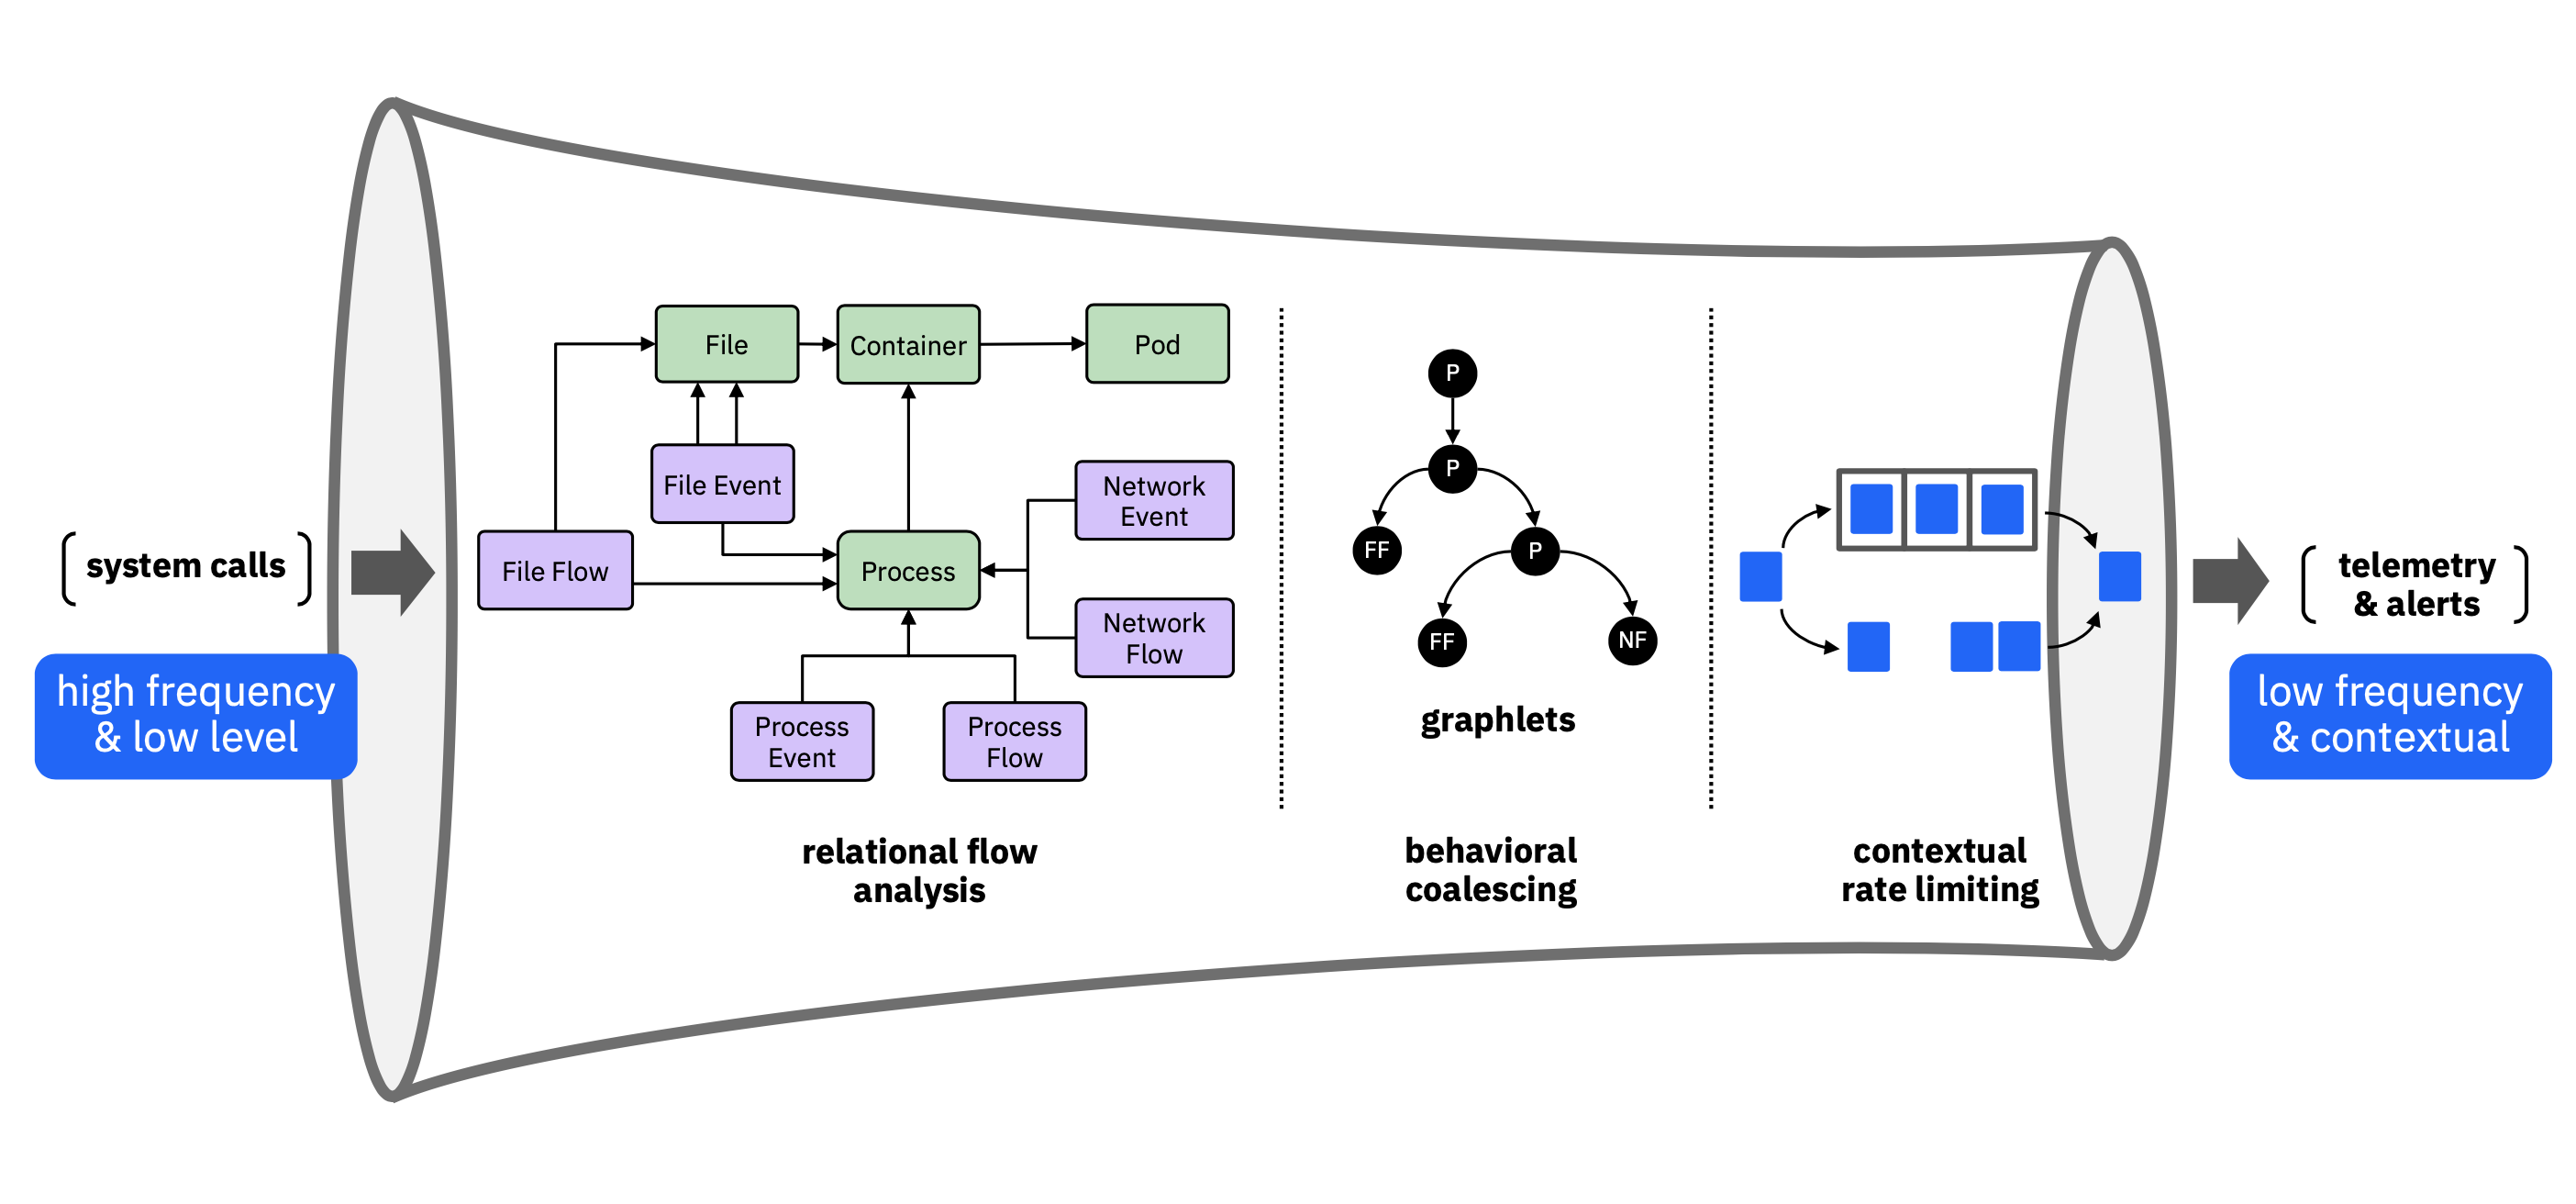 system calls
high frequency
& low level
File
Container
Pod
File Event
File Flow
Process
Network
Event
Network
Flow
Process
Event
Process
Flow
relational flow
analysis
P
P
FF
P
FF
NF
graphlets
behavioral
coalescing
contextual
rate limiting
telemetry
& alerts
low frequency
& contextual